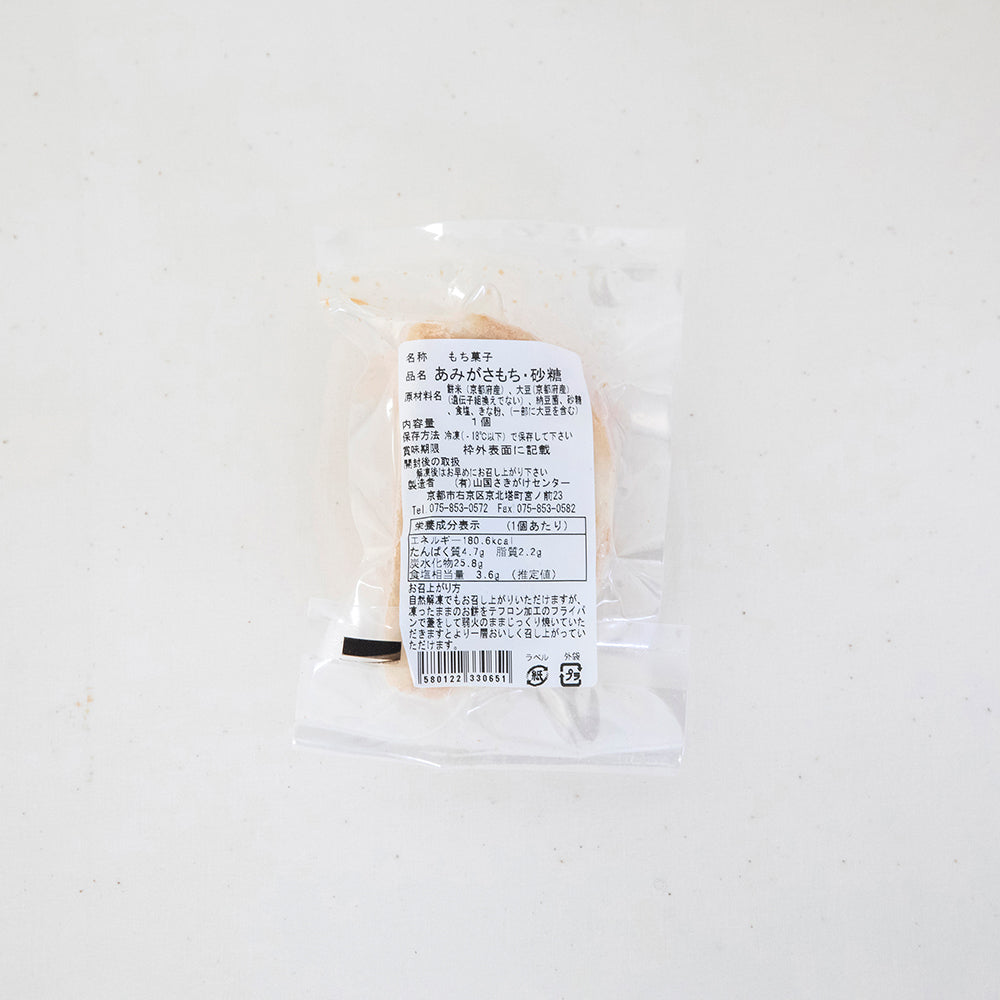 名称 もち菓子
品名 あみがさもち・砂糖
原材料名 餅米(京都府産)、大豆(京都府産)
(遺伝子組換えでない)、納豆菌、砂糖
、食塩、きな粉、(一部に大豆を含む)
内容量 1個
保存方法 冷凍(-18℃以下)で保存して下さい
賞味期限 枠外表面に記載
開封後の取扱
解凍後はお早めにお召し上がり下さい
製造者 (有)山国さきがけセンター
京都市右京区京北塔町宮ノ前23
Tel 075-853-0572 Fax 075-853-0582
栄養成分表示 (1個あたり)
エネルギー180.6kcal
たんぱく質4.7g 脂質2.2g
炭水化物25.8g
食塩相当量 3.6g (推定値)
お召上がり方
自然解凍でもお召し上がりいただけますが、
凍ったままのお餅をテフロン加工のフライパ
ンで蓋をして弱火のままじっくり焼いていた
だきますとより一層おいしく召し上がってい
ただけます。
ラベル 外袋
紙 プラ
580122 330651